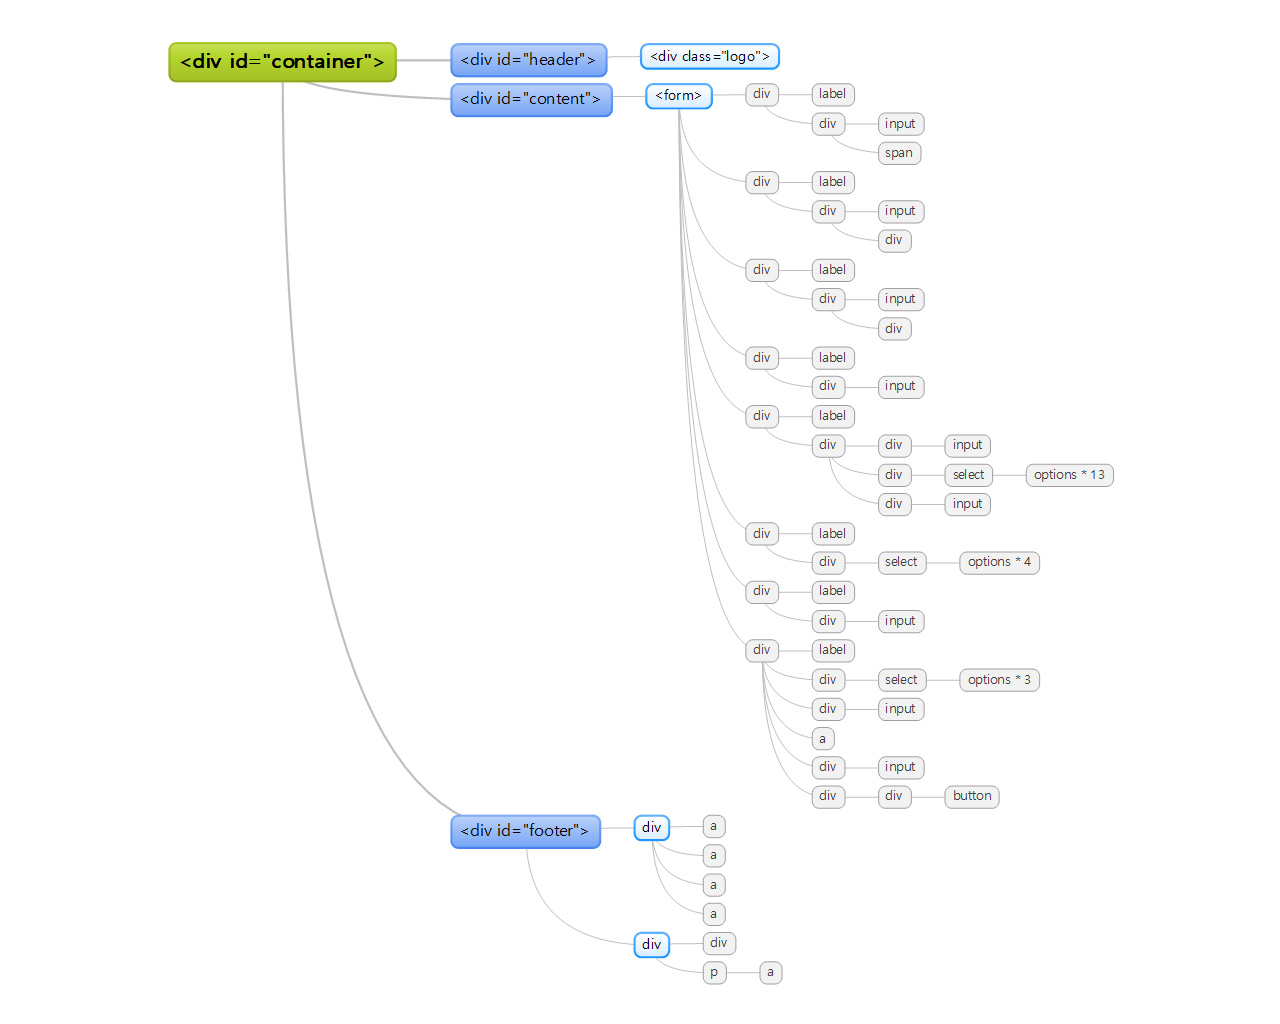 <div id="container">
<div id="header">
<div class="logo">
<div id="content">
<form>
div
label
div
input
span
div
label
div
input
div
div
label
div
input
div
div
label
div
input
div
label
div
div
input
div
select
options * 13
div
input
div
label
div
select
options * 4
div
label
div
input
div
label
div
select
options * 3
div
input
a
div
input
div
div
button
<div id="footer">
div
a
a
a
a
div
div
p
a